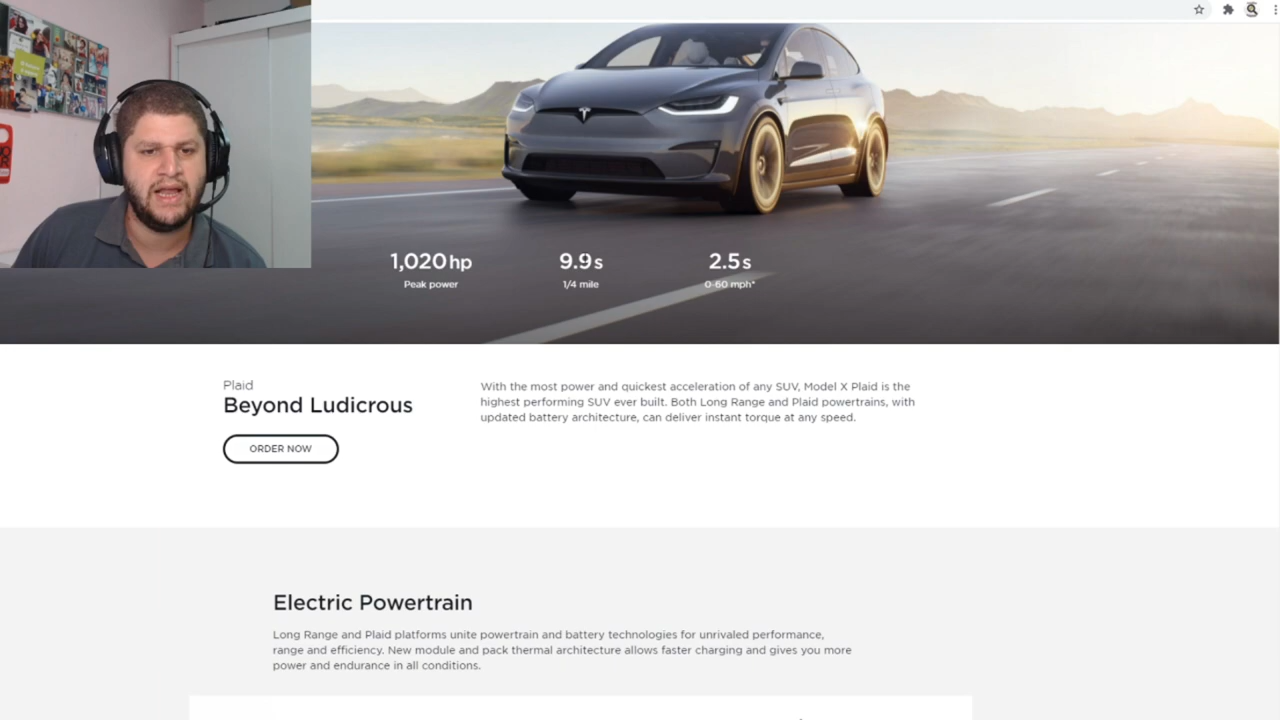 1,020 hp
9.9 s
2.5 s
Peak power
1/4 mile
0-60 mph*
Plaid
Beyond Ludicrous
ORDER NOW
With the most power and quickest acceleration of any SUV, Model X Plaid is the
highest performing SUV ever built. Both Long Range and Plaid powertrains, with
updated battery architecture, can deliver instant torque at any speed.
Electric Powertrain
Long Range and Plaid platforms unite powertrain and battery technologies for unrivaled performance,
range and efficiency. New module and pack thermal architecture allows faster charging and gives you more
power and endurance in all conditions.